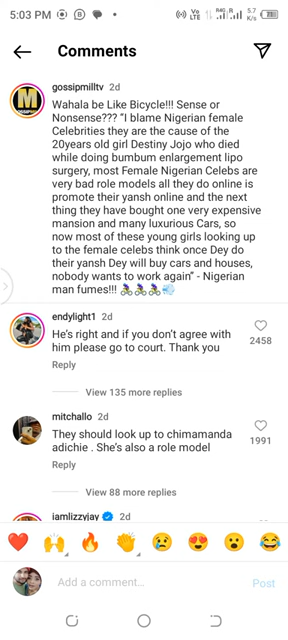 5:03 PM
Vo LTE R4G R 5.7 K/s
Comments
gossipmilltv 2d
Wahala be Like Bicycle!!! Sense or
Nonsense??? “I blame Nigerian female
Celebrities they are the cause of the
20years old girl Destiny Jojo who died
while doing bumbum enlargement lipo
surgery, most Female Nigerian Celebs are
very bad role models all they do online is
promote their yansh online and the next
thing they have bought one very expensive
mansion and many luxurious Cars, so
now most of these young girls looking up
to the female celebs think once Dey do
their yansh Dey will buy cars and houses,
nobody wants to work again” - Nigerian
man fumes!!! 🚴‍♀️🚴‍♀️🚴‍♀️💨
endylight1 2d
He's right and if you don't agree with
him please go to court. Thank you
2458
Reply
View 135 more replies
mitchallo 2d
They should look up to chimamanda
adichie . She's also a role model
1991
Reply
View 88 more replies
iamlizzyjay 2d
Add a comment... Post